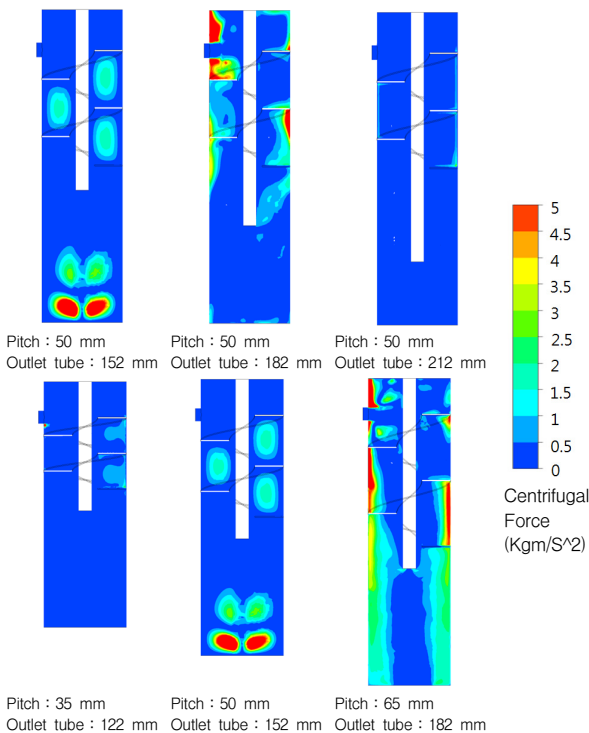 Pitch : 50 mm
Outlet tube : 152 mm
Pitch : 50 mm
Outlet tube : 182 mm
Pitch : 50 mm
Outlet tube : 212 mm
5
4.5
4
3.5
3
2.5
2
1.5
1
0.5
0
Centrifugal
Force
(Kgm/S^2)
Pitch : 35 mm
Outlet tube : 122 mm
Pitch : 50 mm
Outlet tube : 152 mm
Pitch : 65 mm
Outlet tube : 182 mm